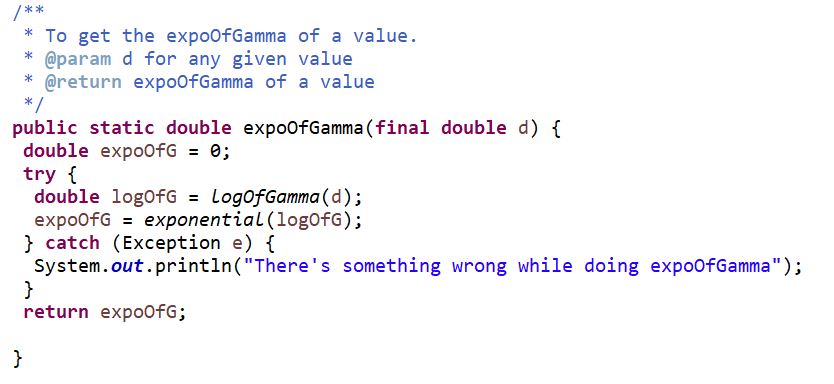 /**
 * To get the expoOfGamma of a value.
 * @param d for any given value
 * @return expoOfGamma of a value
 */
public static double expoOfGamma(final double d) {
 double expoOfG = 0;
 try {
  double logOfG = logOfGamma(d);
  expoOfG = exponential(logOfG);
 } catch (Exception e) {
  System.out.println("There's something wrong while doing expoOfGamma");
 }
 return expoOfG;

}